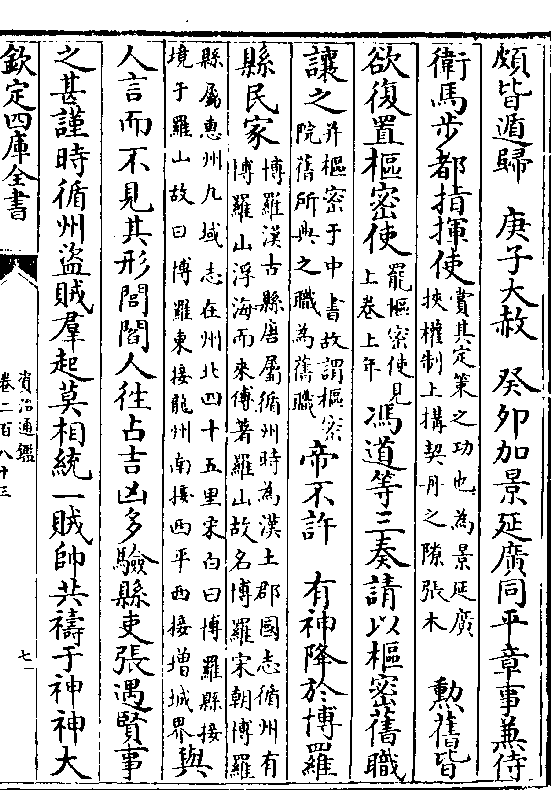 頗皆遁歸　庚子大赦　癸卯加景延廣同平章事兼侍
衛馬步都指揮使賞其定策之功也為景延廣
挾權制上搆契丹之隙張本　勲舊皆
欲復置樞密使罷樞密使見
上卷上年馮道等三奏請以樞密舊職
讓之并樞密于中書故謂樞密
院舊所典之職為舊職帝不許　有神降於博羅
縣民家博羅漢古縣唐屬循州時為漢土郡國志循州有
博羅山浮海而來傅著羅山故名博羅宋朝博羅
縣屬惠州九域志在州北四十五里宋白曰博羅縣接
境于羅山故曰博羅東接龍州南接西平西接増城界與
人言而不見其形閭閻人往占吉凶多驗縣吏張遇賢事
之甚謹時循州盜賊羣起莫相統一賊帥共禱于神神大
欽定四庫全書
資治通鑑
卷二百八十三
七